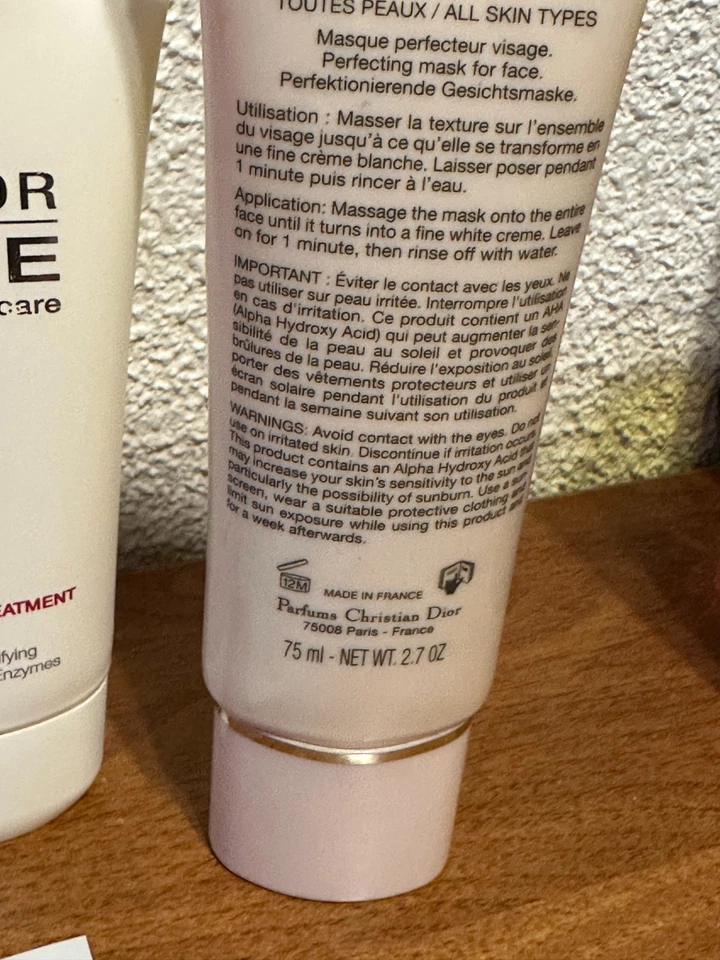 TOUTES PEAUX / ALL SKIN TYPES
Masque perfecteur visage.
Perfecting mask for face.
Perfektionierende Gesichtsmaske.
Utilisation : Masser la texture sur l'ensemble
du visage jusqu'à ce qu'elle se transforme en
une fine crème blanche. Laisser poser pendant
1 minute puis rincer à l'eau.
Application: Massage the mask onto the entire
face until it turns into a fine white creme. Leave
on for 1 minute, then rinse off with water.
IMPORTANT : Éviter le contact avec les yeux. Ne
pas utiliser sur peau irritée. Interrompre l'utilisation
en cas d'irritation. Ce produit contient un AHA
(Alpha Hydroxy Acid) qui peut augmenter la sen-
sibilité de la peau au soleil et provoquer des
brûlures de la peau. Réduire l'exposition au soleil,
porter des vêtements protecteurs et utiliser un
écran solaire pendant l'utilisation du produit et
pendant la semaine suivant son utilisation.
WARNINGS: Avoid contact with the eyes. Do not
use on irritated skin. Discontinue if irritation occurs.
This product contains an Alpha Hydroxy Acid that
may increase your skin's sensitivity to the sun and
particularly the possibility of sunburn. Use a sun
screen, wear a suitable protective clothing and
limit sun exposure while using this product and
for a week afterwards.
12M
MADE IN FRANCE
Parfums Christian Dior
75008 Paris - France
75 ml - NET WT. 2.7 OZ
OR
E
care
EATMENT
ifying
Enzymes